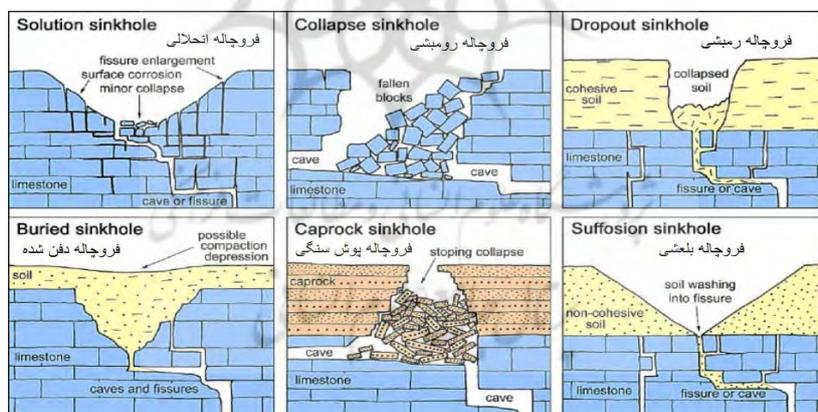 Solution sinkhole
فروچاله انحلالی
fissure enlargement
surface corrosion
minor collapse
limestone
cave or fissure
Collapse sinkhole
فروچاله رومبشی
fallen
blocks
cave
cave
limestone
Dropout sinkhole
فروچاله رمبشی
collapsed
soil
cohesive
soil
limestone
fissure or cave
Buried sinkhole
فروچاله دفن شده
possible
compaction
depression
soil
limestone
caves and fissures
Caprock sinkhole
فروچاله پوش سنگی
stoping collapse
caprock
cave
limestone
cave
Suffosion sinkhole
فروچاله بلعشی
soil washing
into fissure
non-cohesive
soil
limestone
fissure or cave